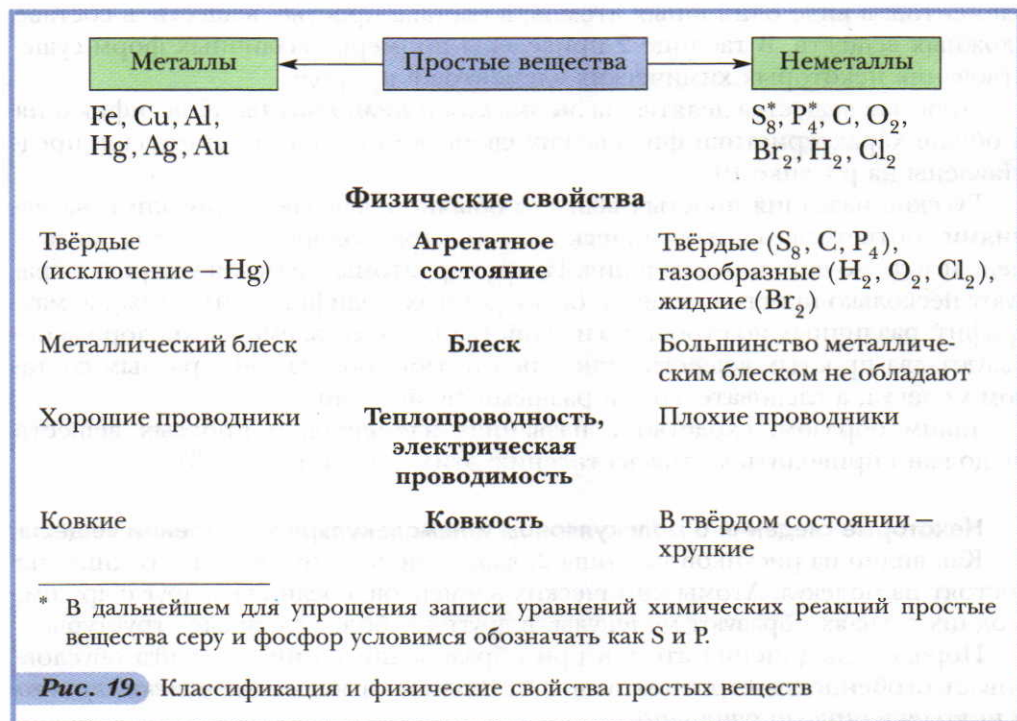 Металлы Простые вещества Неметаллы
Fe, Cu, Al, S₈*, P₄*, C, O₂,
Hg, Ag, Au Br₂, H₂, Cl₂
Физические свойства
Твёрдые Агрегатное Твёрдые (S₈, C, P₄),
(исключение – Hg) состояние газообразные (H₂, O₂, Cl₂),
жидкие (Br₂)
Металлический блеск Блеск Большинство металличе-
ским блеском не обладают
Хорошие проводники Теплопроводность, Плохие проводники
электрическая
проводимость
Ковкие Ковкость В твёрдом состоянии –
хрупкие
* В дальнейшем для упрощения записи уравнений химических реакций простые
вещества серу и фосфор условимся обозначать как S и P.
Рис. 19. Классификация и физические свойства простых веществ